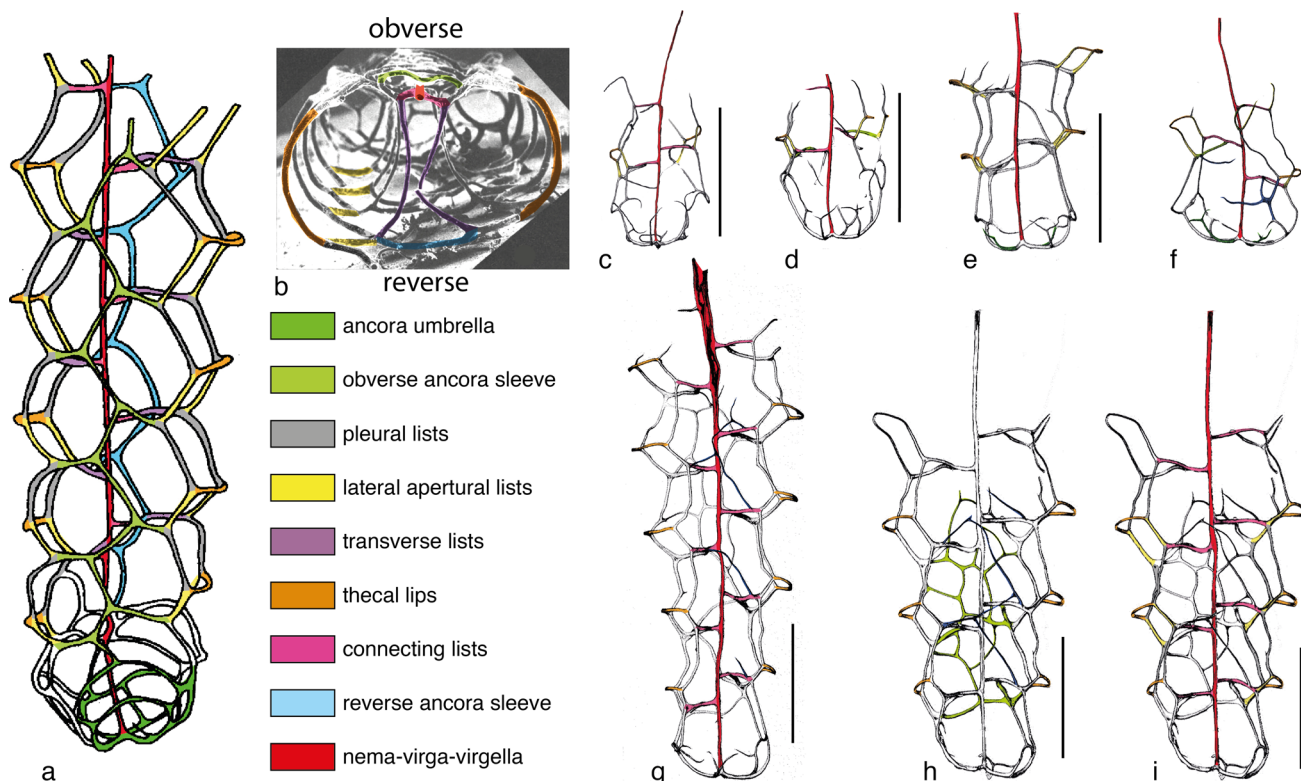 obverse
reverse
a
b
c
d
e
f
g
h
i
ancora umbrella
obverse ancora sleeve
pleural lists
lateral apertural lists
transverse lists
thecal lips
connecting lists
reverse ancora sleeve
nema-virga-virgella